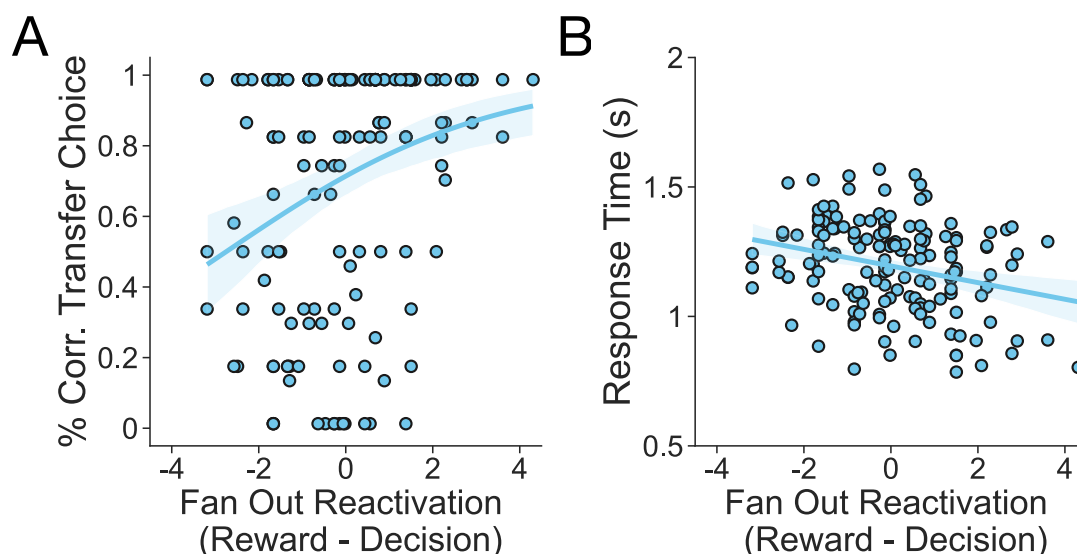 A
% Corr. Transfer Choice
1
0.8
0.6
0.4
0.2
0
-4
-2
0
2
4
Fan Out Reactivation
(Reward - Decision)
B
Response Time (s)
2
1.5
1
0.5
-4
-2
0
2
4
Fan Out Reactivation
(Reward - Decision)